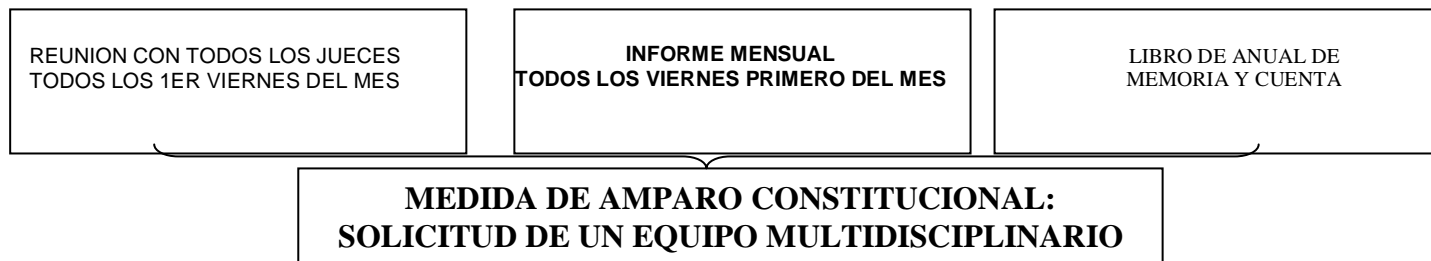 REUNION CON TODOS LOS JUECES
TODOS LOS 1ER VIERNES DEL MES
INFORME MENSUAL
TODOS LOS VIERNES PRIMERO DEL MES
LIBRO DE ANUAL DE
MEMORIA Y CUENTA
MEDIDA DE AMPARO CONSTITUCIONAL:
SOLICITUD DE UN EQUIPO MULTIDISCIPLINARIO